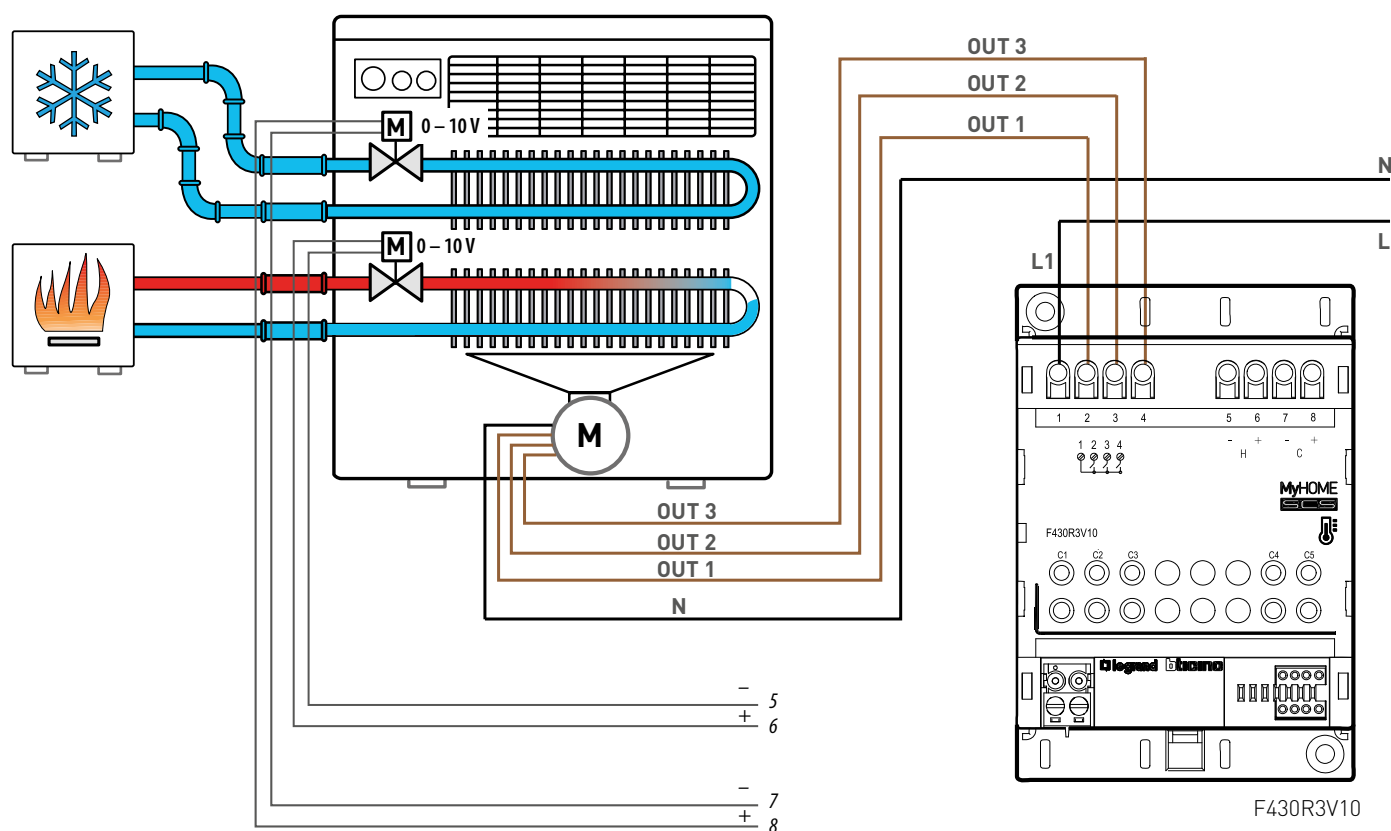 OUT 3
OUT 2
OUT 1
M 0 – 10 V
N
M 0 – 10 V
L
L1
1 2 3 4 5 6 7 8
- + - +
H C
1 2 3 4
M
MyHOME
SCS
OUT 3
F430R3V10
OUT 2
C1 C2 C3 C4 C5
OUT 1
N
legrand bticino
– 5
+ 6
– 7
+ 8
F430R3V10